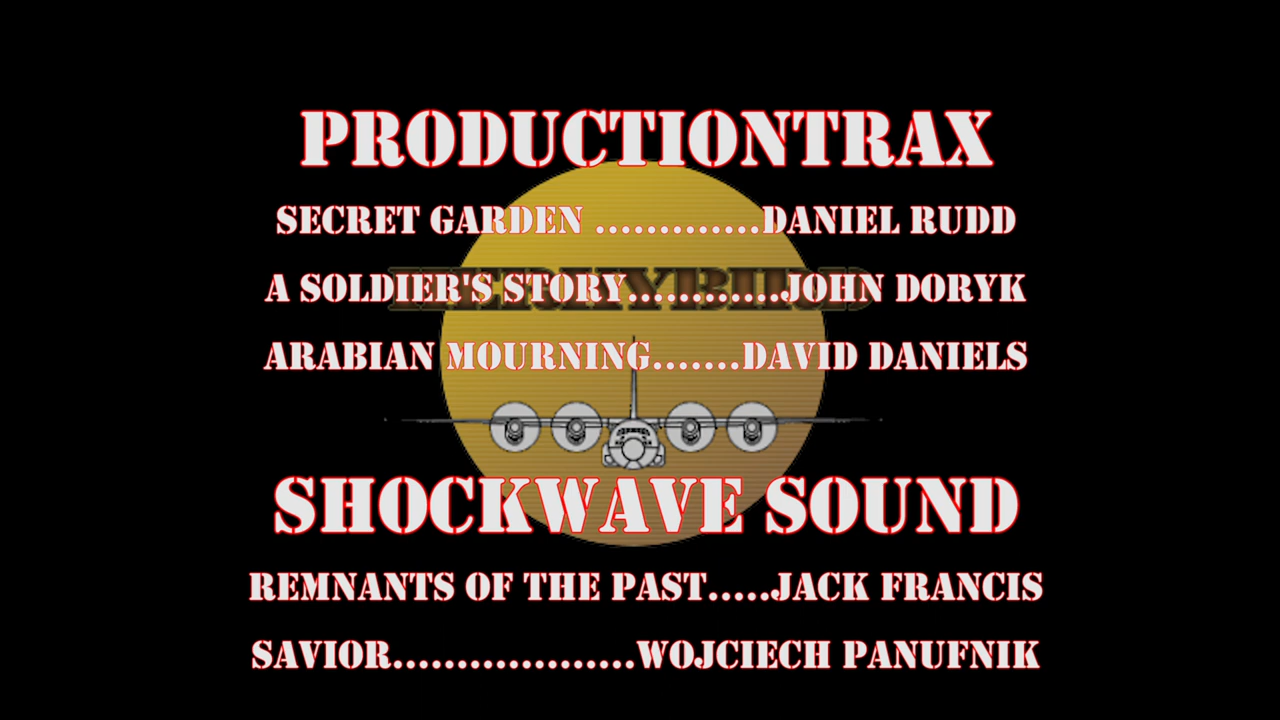 PRODUCTIONTRAX
SECRET GARDEN .............DANIEL RUDD
HERKYBIRD
A SOLDIER'S STORY............JOHN DORYK
ARABIAN MOURNING.......DAVID DANIELS
SHOCKWAVE SOUND
REMNANTS OF THE PAST.....JACK FRANCIS
SAVIOR...................WOJCIECH PANUFNIK